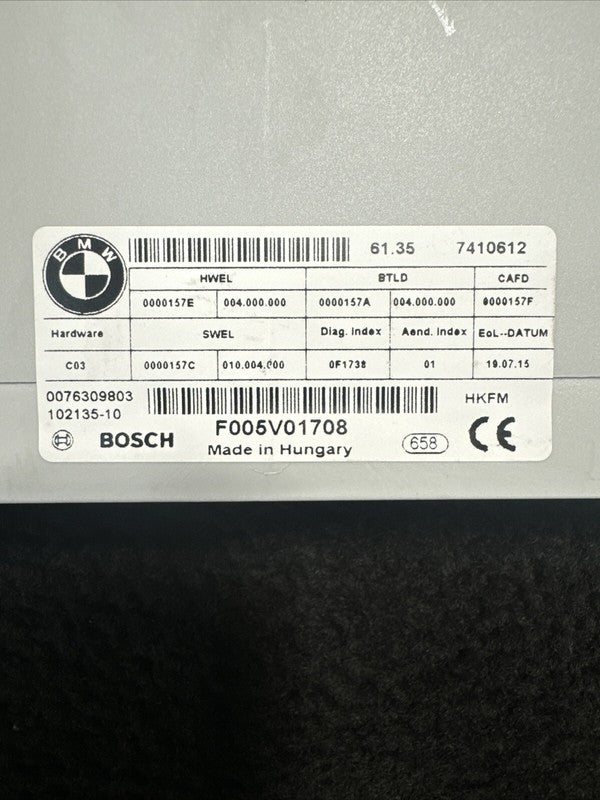 BMW
61.35 7410612
HWEL BTLD CAFD
0000157E 004.000.000 0000157A 004.000.000 0000157F
Hardware SWEL Diag. Index Aend. Index EoL--DATUM
C03 0000157C 010.004.000 0F1738 01 19.07.15
0076309803
102135-10
HKFM
BOSCH F005V01708
Made in Hungary
658 CE